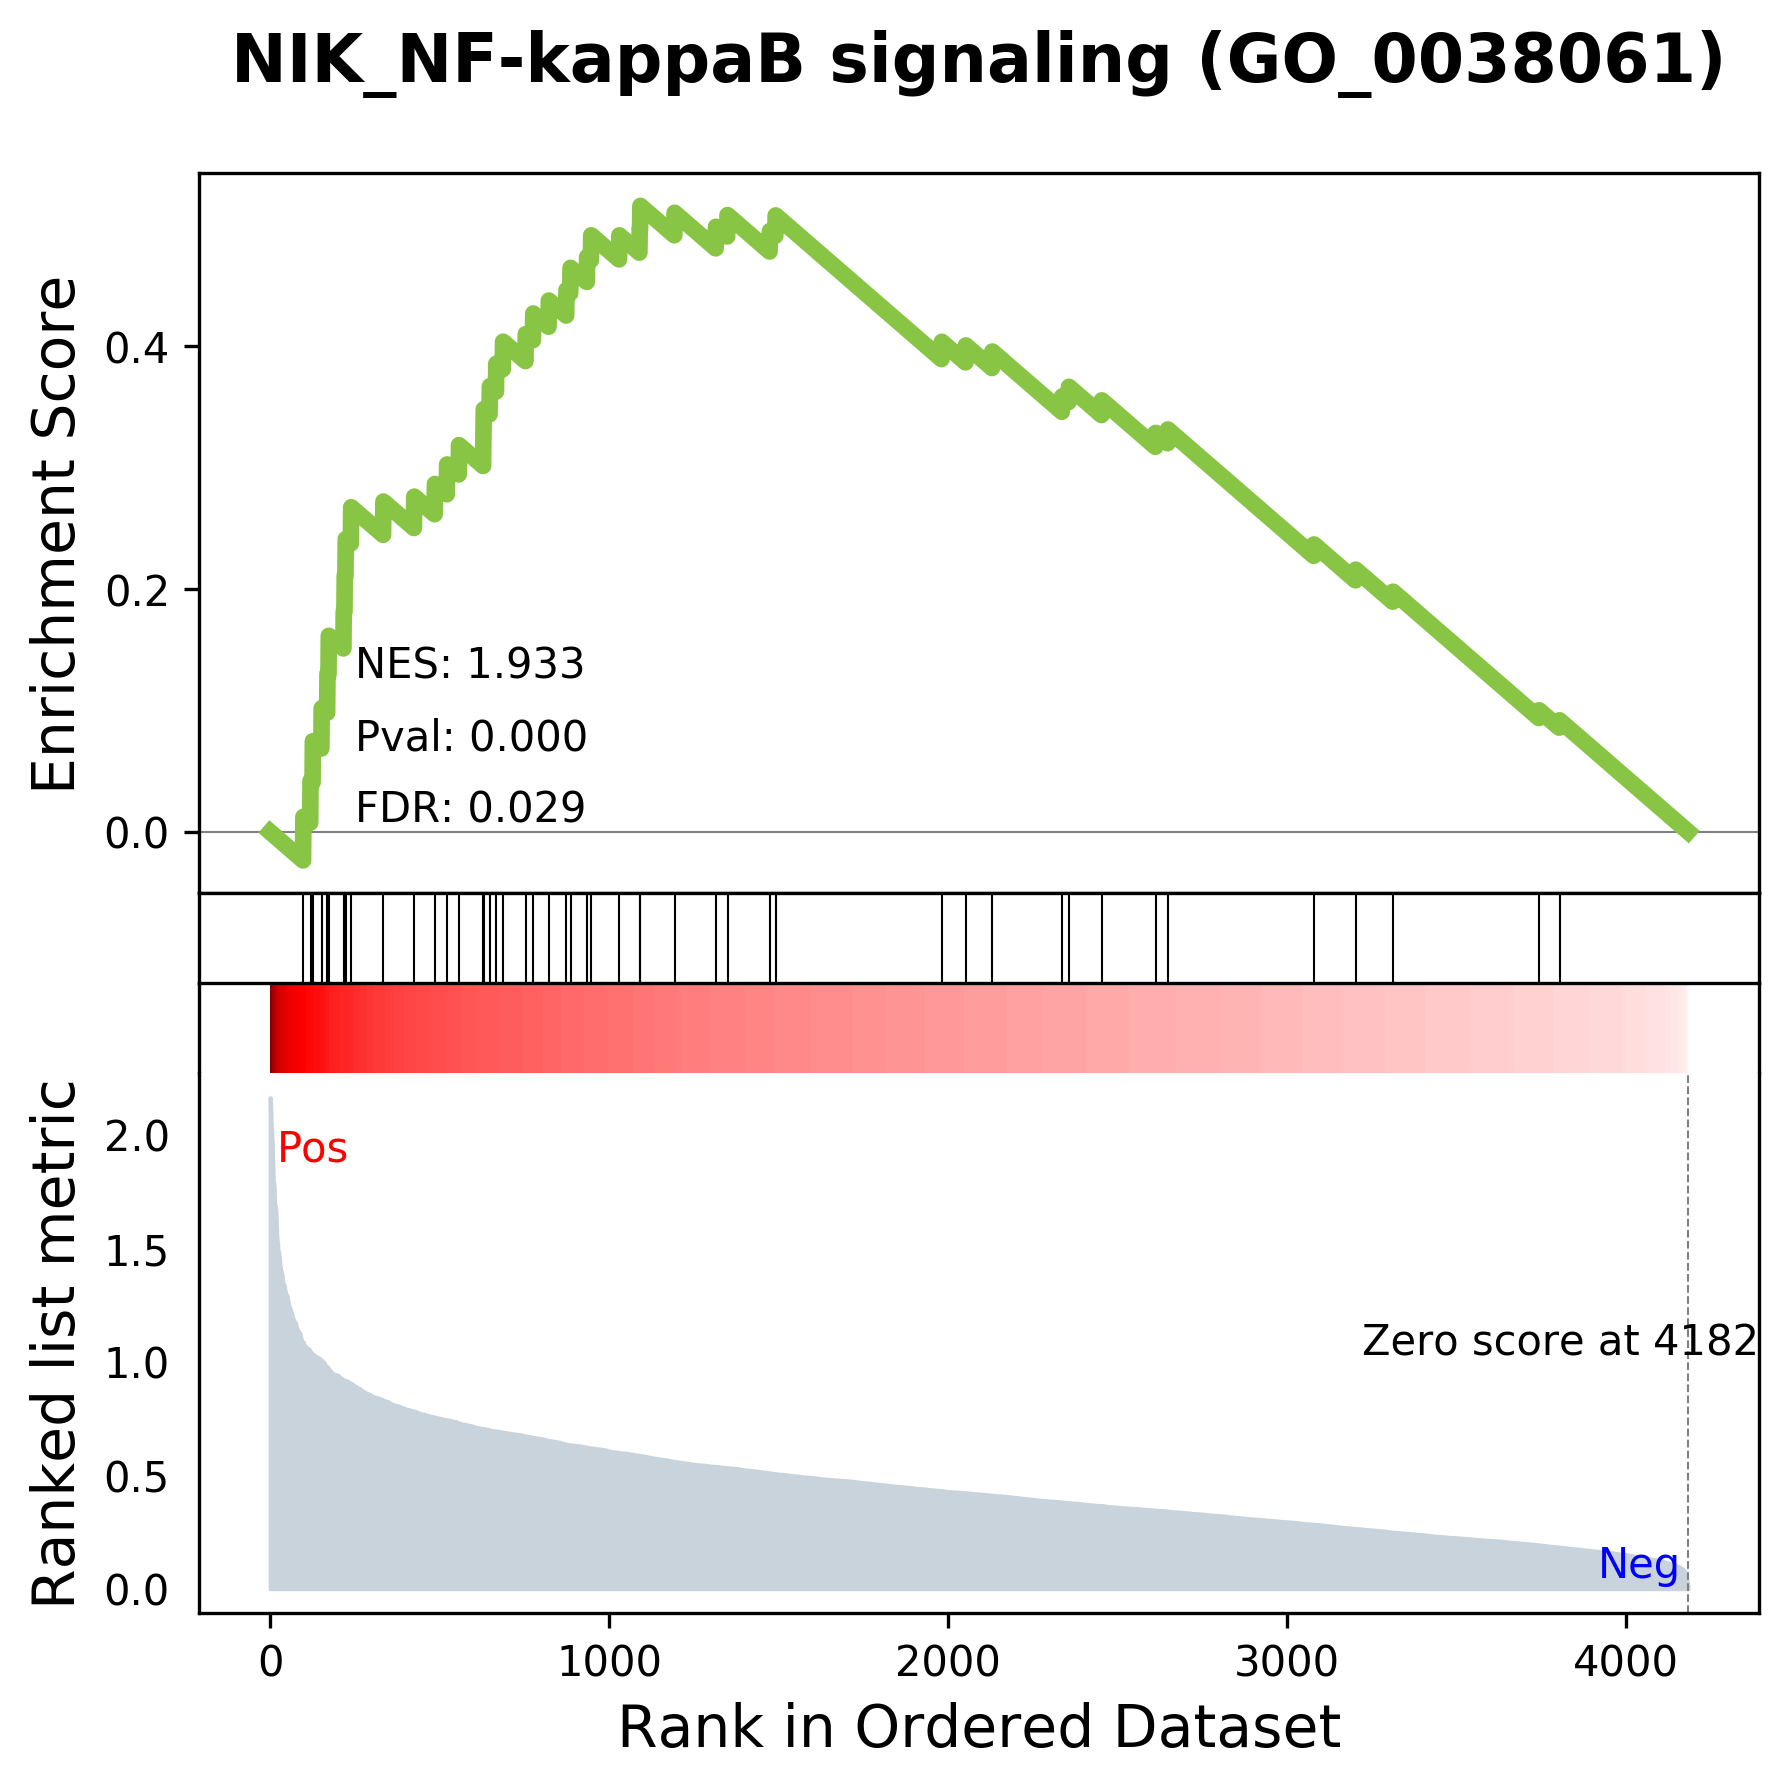 NIK_NF-kappaB signaling (GO_0038061)
Enrichment Score
0.4
0.2
0.0
NES: 1.933
Pval: 0.000
FDR: 0.029
Ranked list metric
2.0
1.5
1.0
0.5
0.0
Pos
Zero score at 4182
Neg
0 1000 2000 3000 4000
Rank in Ordered Dataset